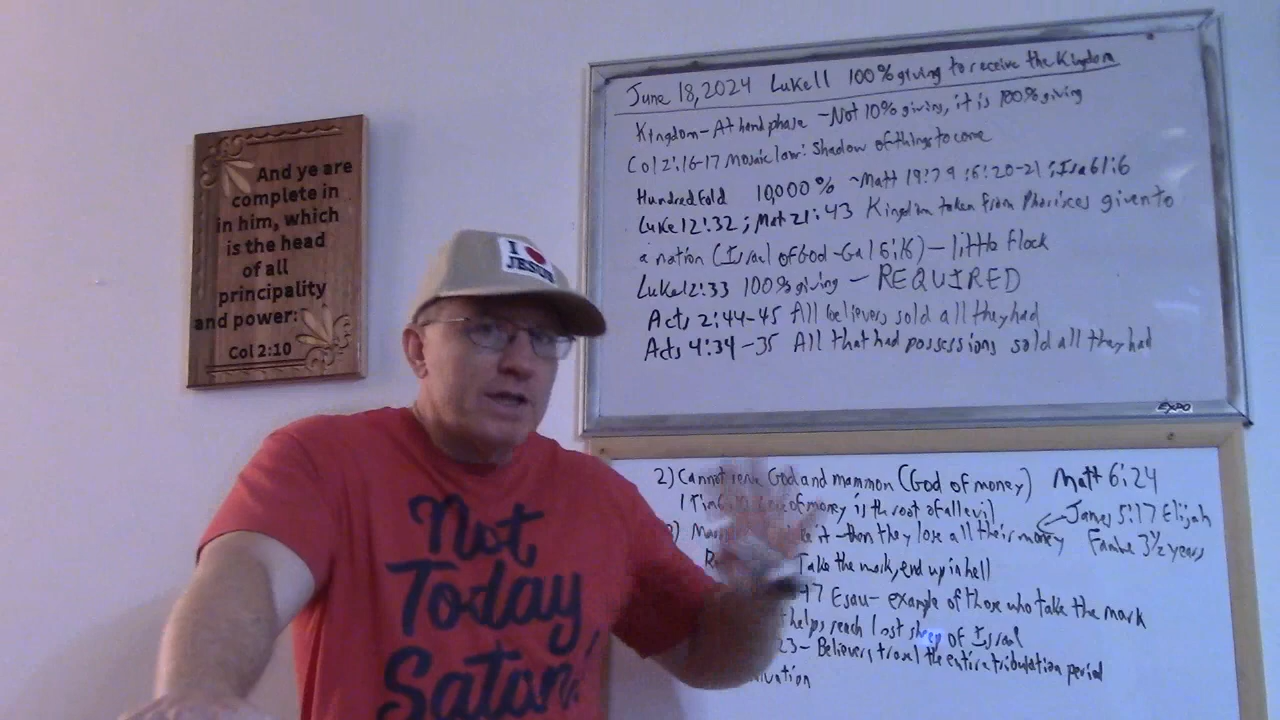 And ye are
complete in
in him, which
is the head
of all
principality
and power:
Col 2:10
I
JESUS
Not
Today,
Satan!
June 18, 2024 Luke 11 100% giving to receive the Kingdom
Kingdom - At hand phase ~ Not 10% giving, it is 100% giving
Col 2:16-17 Mosaic law: Shadow of things to come
Hundredfold 10,000% ~ Matt 19:29; 6:20-21; Isa 61:6
Luke 12:32; Mat 21:43 Kingdom taken from Pharisees given to
a nation (Israel of God - Gal 6:16) - little flock
Luke 12:33 100% giving - REQUIRED
Acts 2:44-45 All believers sold all they had
Acts 4:34-35 All that had possessions sold all they had
EXPO
2) Cannot serve God and mammon (God of money) Matt 6:24
1 Tim of money is the root of all evil) James 5:17 Elijah
it - then they lose all their money Famine 3½ years
Take the mark, end up in hell
Esau - example of those who take the mark
helps reach lost sheep of Israel
23 - Believers travel the entire tribulation period